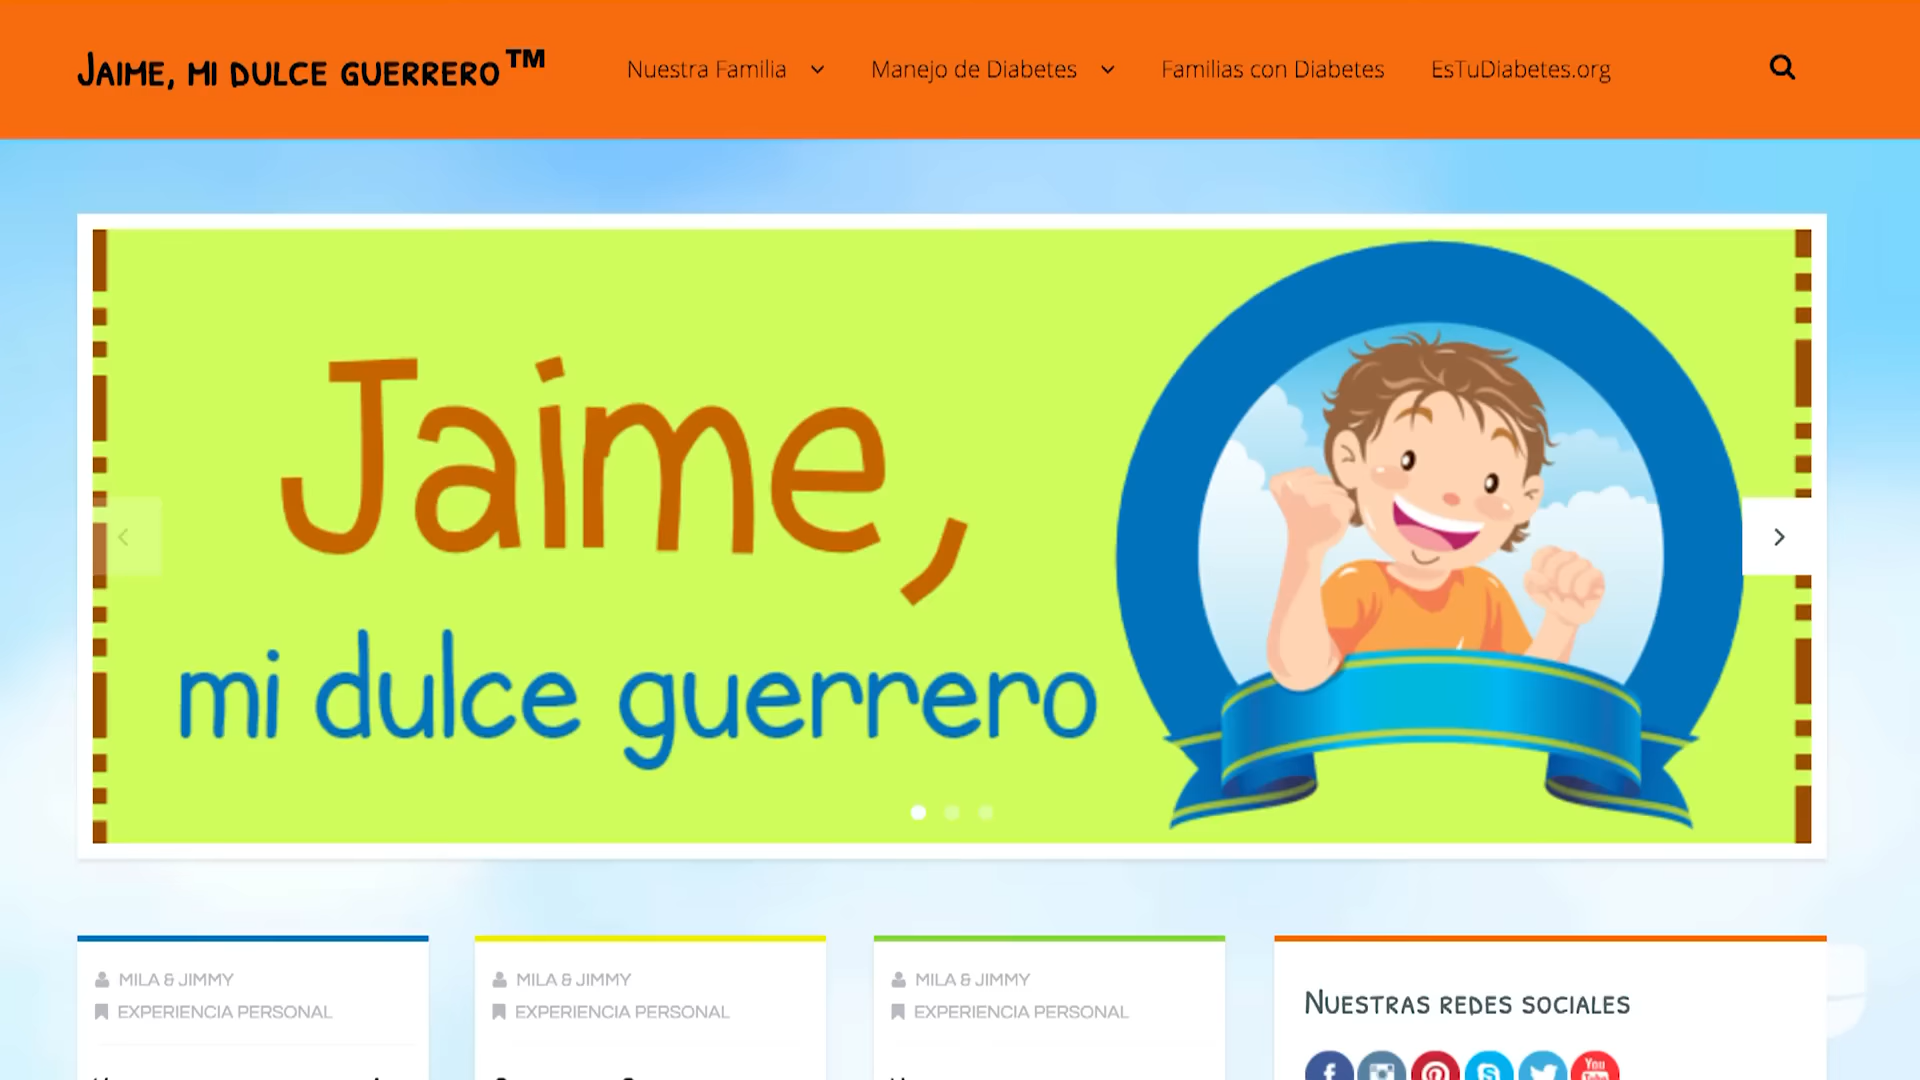 Jaime, mi dulce guerrero™
Nuestra Familia
Manejo de Diabetes
Familias con Diabetes
EsTuDiabetes.org
Jaime,
mi dulce guerrero
MILA & JIMMY
EXPERIENCIA PERSONAL
MILA & JIMMY
EXPERIENCIA PERSONAL
MILA & JIMMY
EXPERIENCIA PERSONAL
Nuestras redes sociales
You